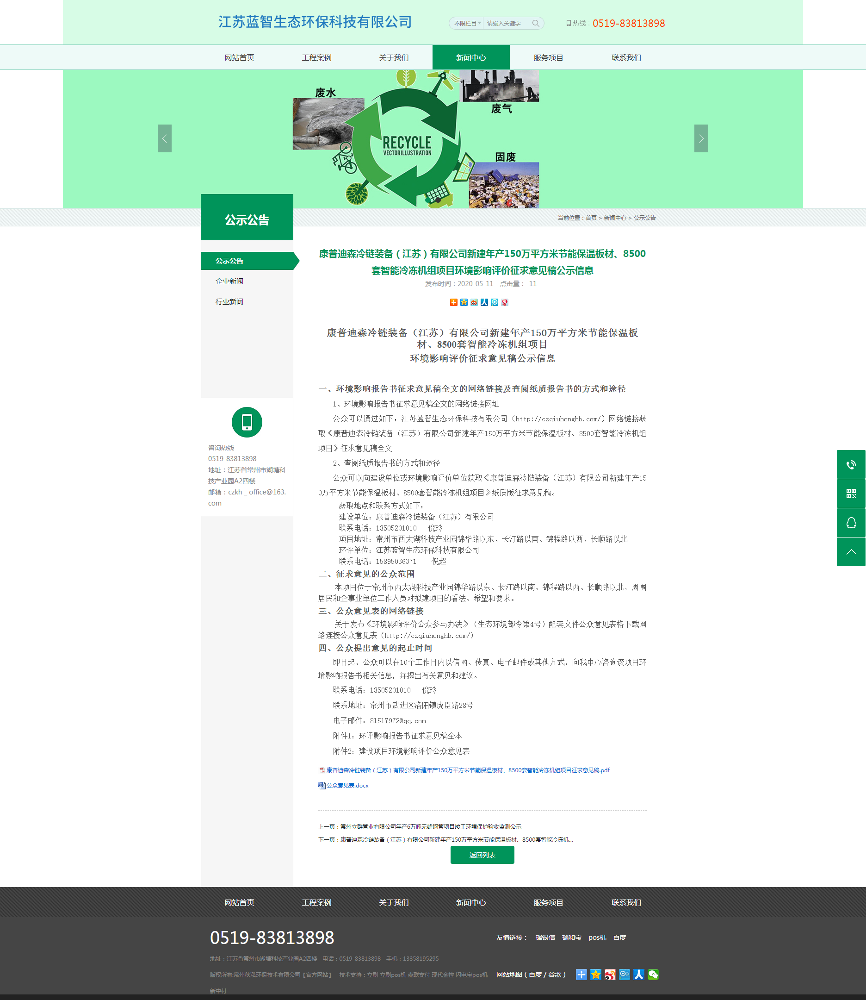 江苏蓝智生态环保科技有限公司
不限栏目 请输入关键字
热线：0519-83813898
网站首页 工程案例 关于我们 新闻中心 服务项目 联系我们
废水
废气
RECYCLE
VECTOR ILLUSTRATION
固废
公示公告
当前位置：首页 > 新闻中心 > 公示公告
公示公告
企业新闻
行业新闻
咨询热线
0519-83813898
地址：江苏省常州市湖塘科
技产业园A2四楼
邮箱：czkh _ office@163.
com
康普迪森冷链装备（江苏）有限公司新建年产150万平方米节能保温板材、8500
套智能冷冻机组项目环境影响评价征求意见稿公示信息
发布时间：2020-05-11 点击量： 11
康普迪森冷链装备（江苏）有限公司新建年产150万平方米节能保温板
材、8500套智能冷冻机组项目
环境影响评价征求意见稿公示信息
一、环境影响报告书征求意见稿全文的网络链接及查阅纸质报告书的方式和途径
1、环境影响报告书征求意见稿全文的网络链接网址
公众可以通过如下：江苏蓝智生态环保科技有限公司（http://czqiuhonghb.com/）网络链接获
取《康普迪森冷链装备（江苏）有限公司新建年产150万平方米节能保温板材、8500套智能冷冻机组
项目》征求意见稿全文
2、查阅纸质报告书的方式和途径
公众可以向建设单位或环境影响评价单位获取《康普迪森冷链装备（江苏）有限公司新建年产15
0万平方米节能保温板材、8500套智能冷冻机组项目》纸质版征求意见稿。
获取地点和联系方式如下：
建设单位：康普迪森冷链装备（江苏）有限公司
联系电话：18505201010 倪玲
项目地址：常州市西太湖科技产业园锦华路以东、长汀路以南、锦程路以西、长顺路以北
环评单位：江苏蓝智生态环保科技有限公司
联系电话：15895036371 倪超
二、征求意见的公众范围
本项目位于常州市西太湖科技产业园锦华路以东、长汀路以南、锦程路以西、长顺路以北，周围
居民和企事业单位工作人员对拟建项目的看法、希望和要求。
三、公众意见表的网络链接
关于发布《环境影响评价公众参与办法》（生态环境部令第4号）配套文件公众意见表格下载网
络连接公众意见表（http://czqiuhonghb.com/）
四、公众提出意见的起止时间
即日起，公众可以在10个工作日内以信函、传真、电子邮件或其他方式，向我中心咨询该项目环
境影响报告书相关信息，并提出有关意见和建议。
联系电话：18505201010 倪玲
联系地址：常州市武进区洛阳镇虎臣路28号
电子邮件：81517972@qq.com
附件1：环评影响报告书征求意见稿全本
附件2：建设项目环境影响评价公众意见表
康普迪森冷链装备（江苏）有限公司新建年产150万平方米节能保温板材、8500套智能冷冻机组项目征求意见稿.pdf
公众意见表.docx
上一页：常州立群管业有限公司年产6万吨无缝钢管项目竣工环境保护验收监测公示
下一页：康普迪森冷链装备（江苏）有限公司新建年产150万平方米节能保温板材、8500套智能冷冻机...
返回列表
网站首页 工程案例 关于我们 新闻中心 服务项目 联系我们
0519-83813898
友情链接： 瑞银信 瑞和宝 pos机 百度
地址：江苏省常州市湖塘科技产业园A2四楼 电话：0519-83813898 手机：13358195295
版权所有:常州秋泓环保技术有限公司【官方网站】 技术支持：立刷 立刷pos机 嘉联支付 现代金控 闪电宝pos机
新中付
网站地图（百度 / 谷歌）